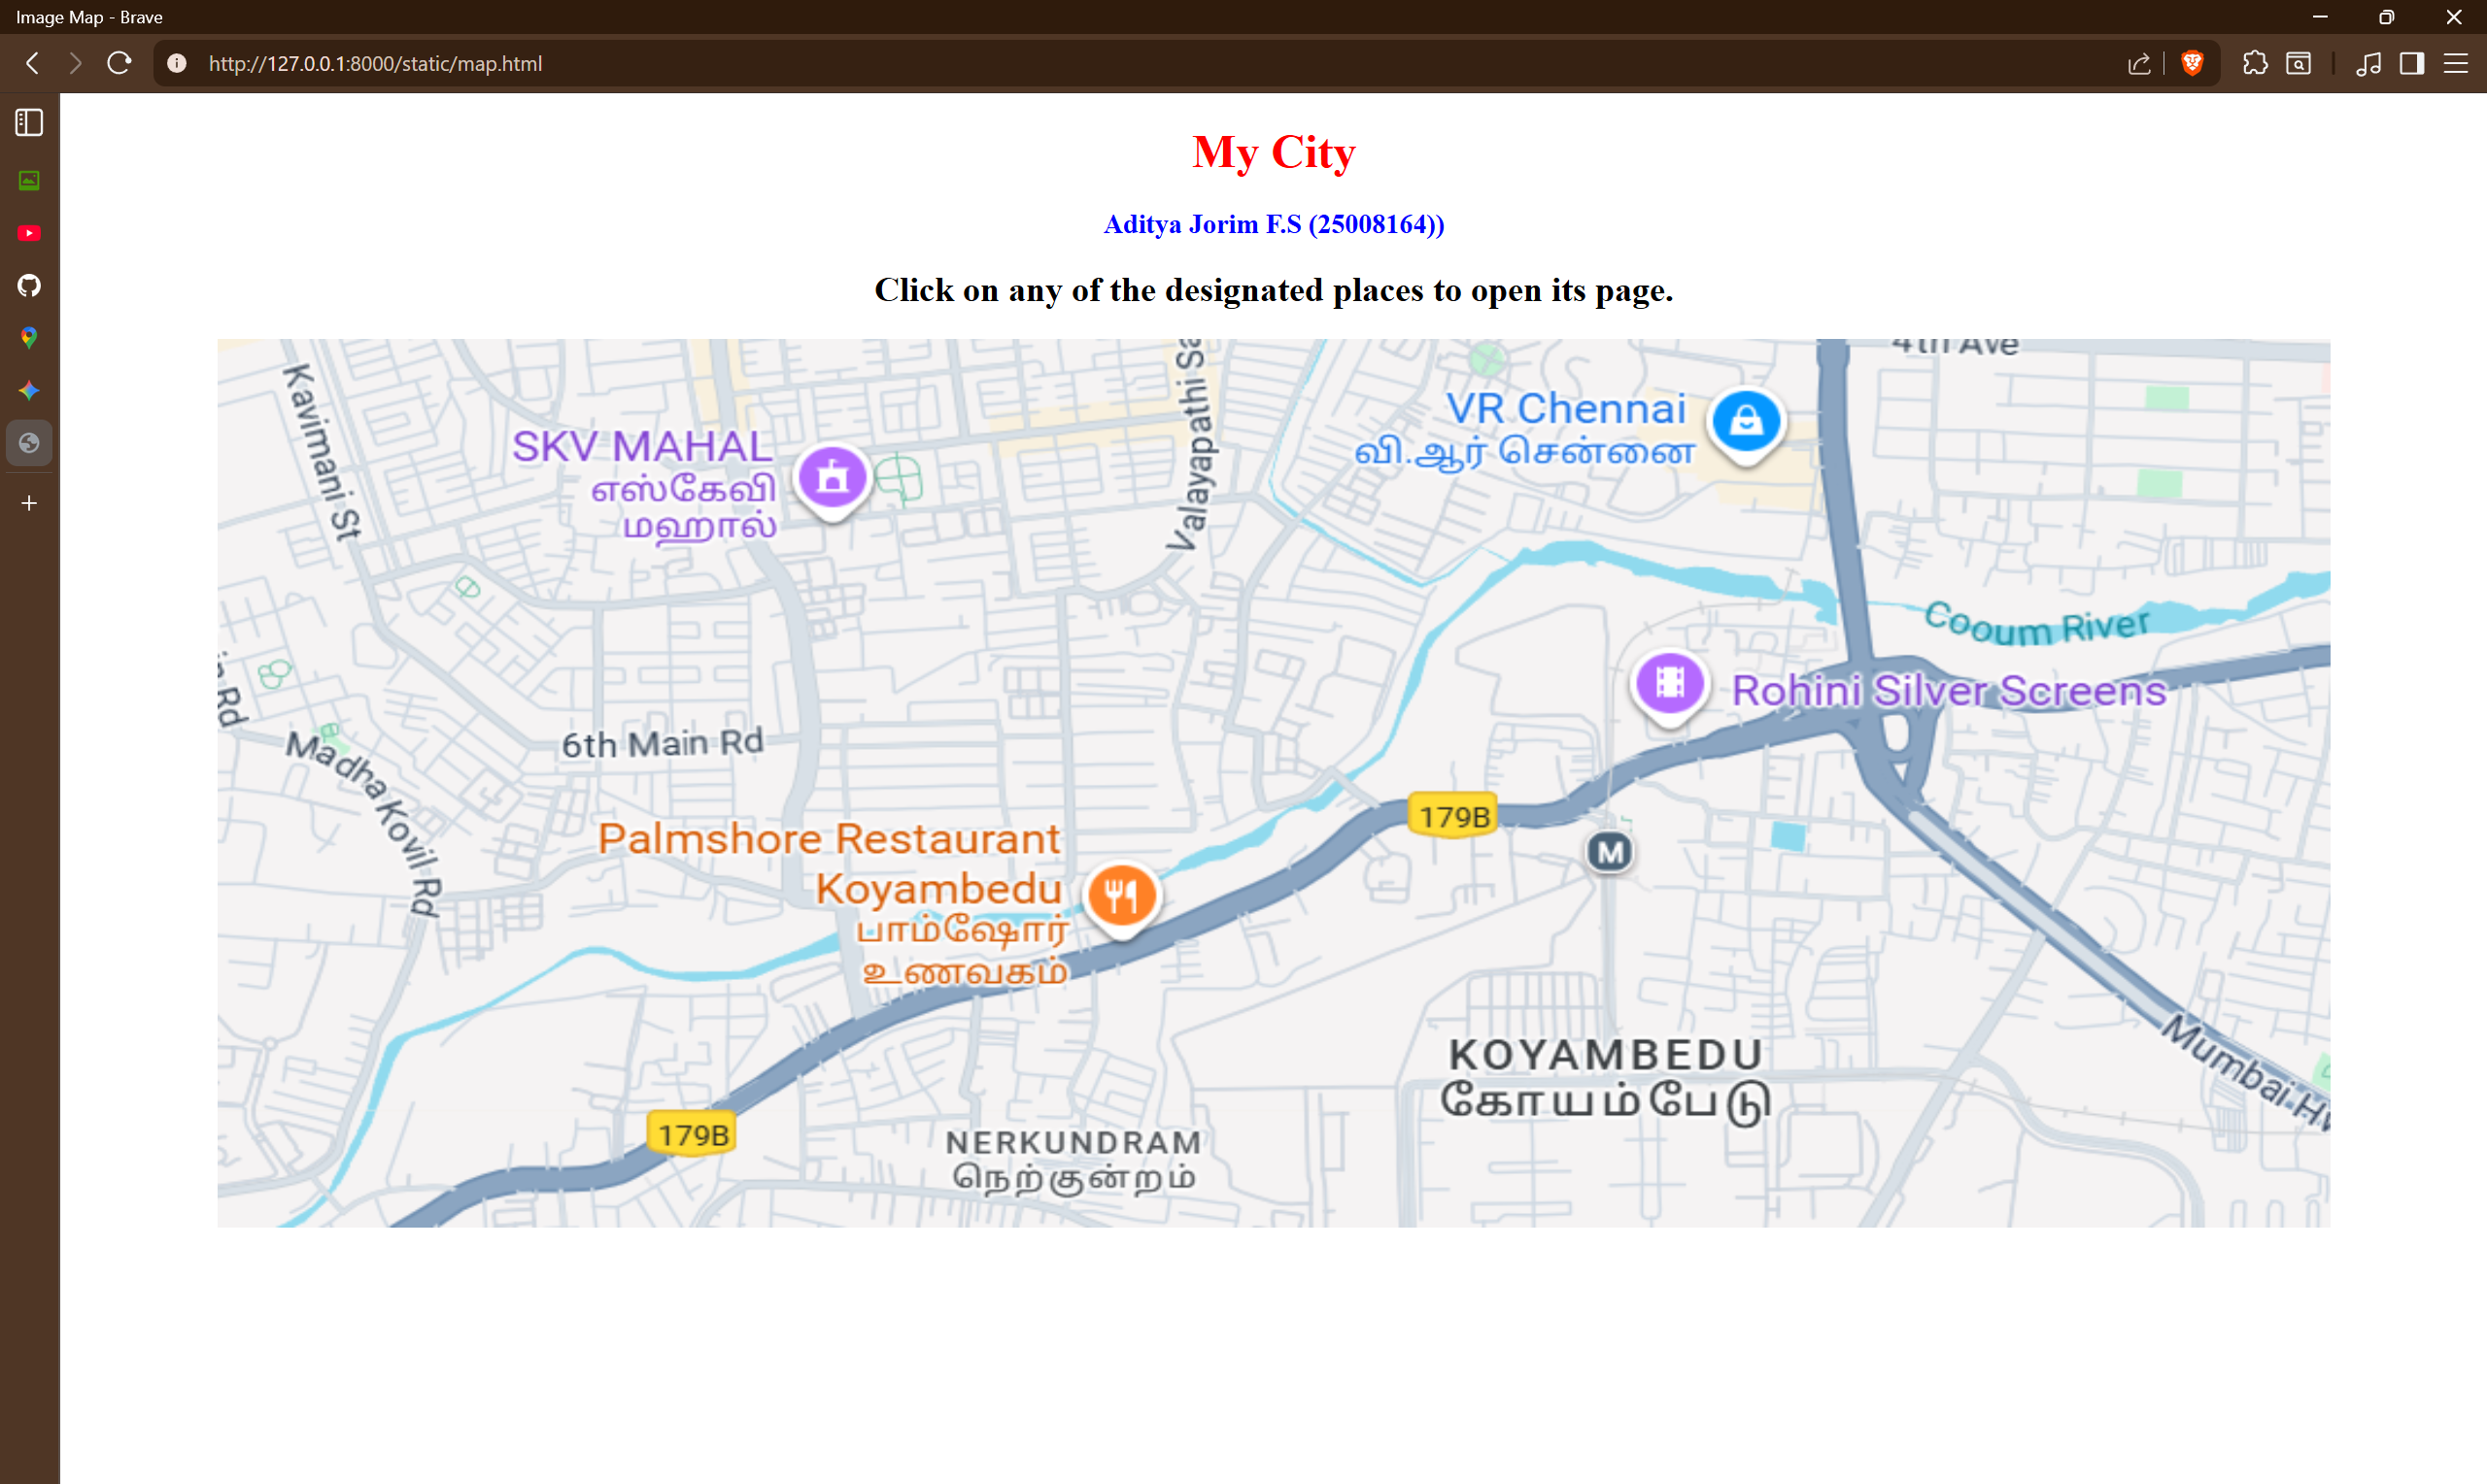 Image Map - Brave
http://127.0.0.1:8000/static/map.html
My City
Aditya Jorim F.S (25008164))
Click on any of the designated places to open its page.
4th Ave
Kavimani St
VR Chennai
வி.ஆர் சென்னை
SKV MAHAL
எஸ்கேவி
மஹால்
Cooum River
Rohini Silver Screens
Rd
Madha Kovil Rd
6th Main Rd
179B
Palmshore Restaurant
Koyambedu
பாம்ஷோர்
உணவகம்
M
KOYAMBEDU
கோயம்பேடு
179B
NERKUNDRAM
நெற்குன்றம்
Mumbai